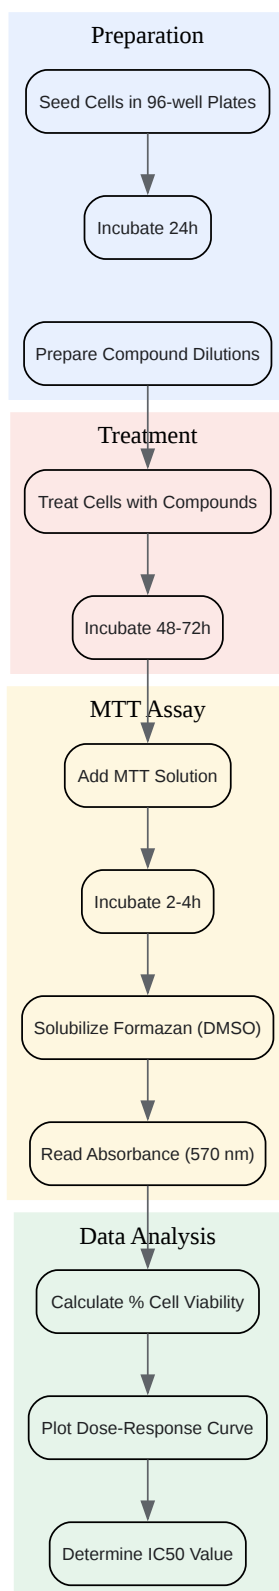 Preparation
Seed Cells in 96-well Plates
Incubate 24h
Prepare Compound Dilutions
Treatment
Treat Cells with Compounds
Incubate 48-72h
MTT Assay
Add MTT Solution
Incubate 2-4h
Solubilize Formazan (DMSO)
Read Absorbance (570 nm)
Data Analysis
Calculate % Cell Viability
Plot Dose-Response Curve
Determine IC50 Value